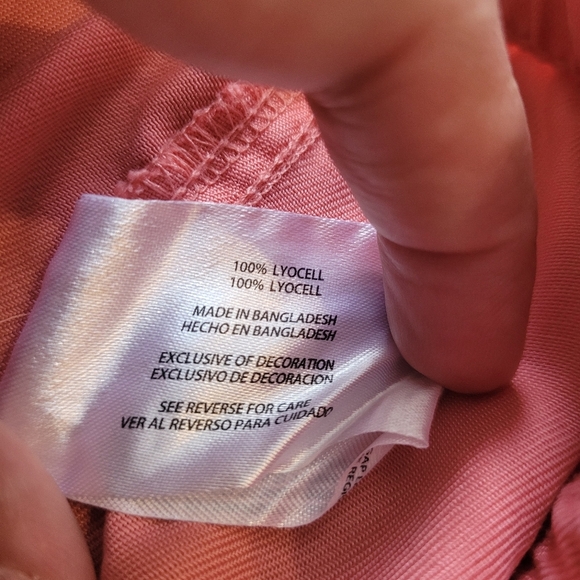 100% LYOCELL
100% LYOCELL
MADE IN BANGLADESH
HECHO EN BANGLADESH
EXCLUSIVE OF DECORATION
EXCLUSIVO DE DECORACION
SEE REVERSE FOR CARE
VER AL REVERSO PARA CUIDADO